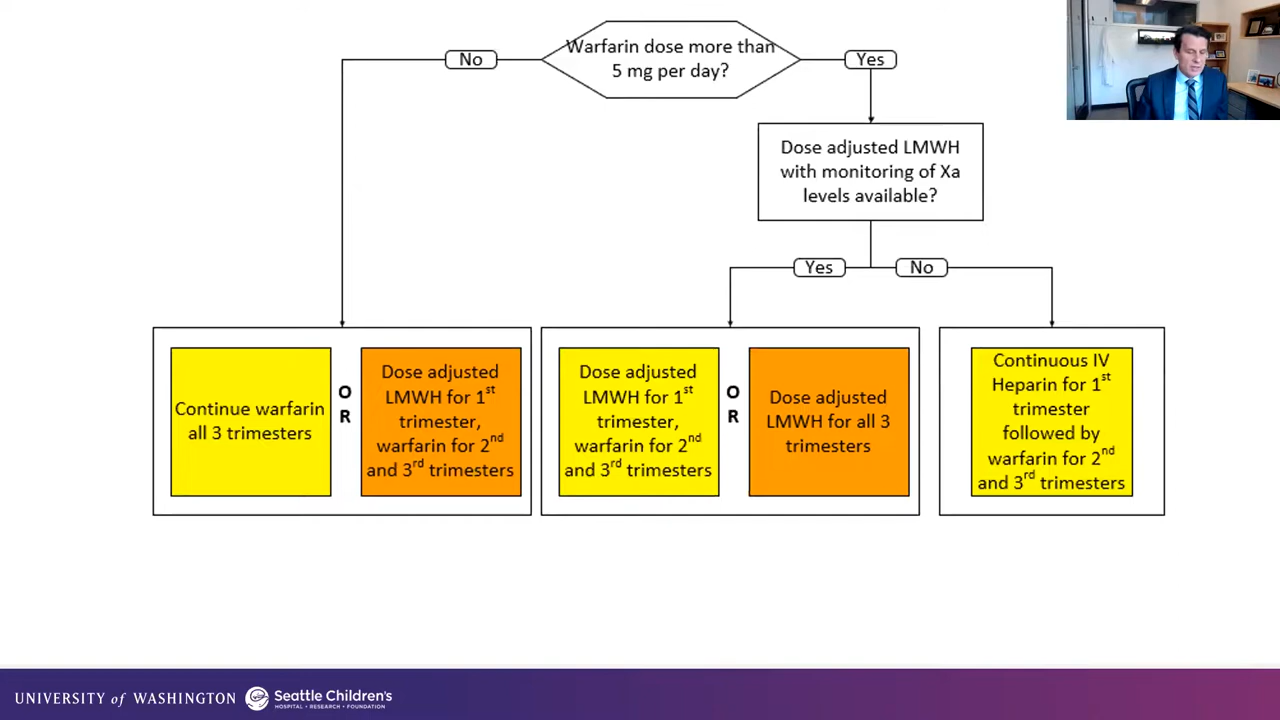 Warfarin dose more than
5 mg per day?
No
Yes
Dose adjusted LMWH
with monitoring of Xa
levels available?
Yes
No
Continue warfarin
all 3 trimesters
O
R
Dose adjusted
LMWH for 1st
trimester,
warfarin for 2nd
and 3rd trimesters
Dose adjusted
LMWH for 1st
trimester,
warfarin for 2nd
and 3rd trimesters
O
R
Dose adjusted
LMWH for all 3
trimesters
Continuous IV
Heparin for 1st
trimester
followed by
warfarin for 2nd
and 3rd trimesters
UNIVERSITY of WASHINGTON
Seattle Children's
HOSPITAL • RESEARCH • FOUNDATION